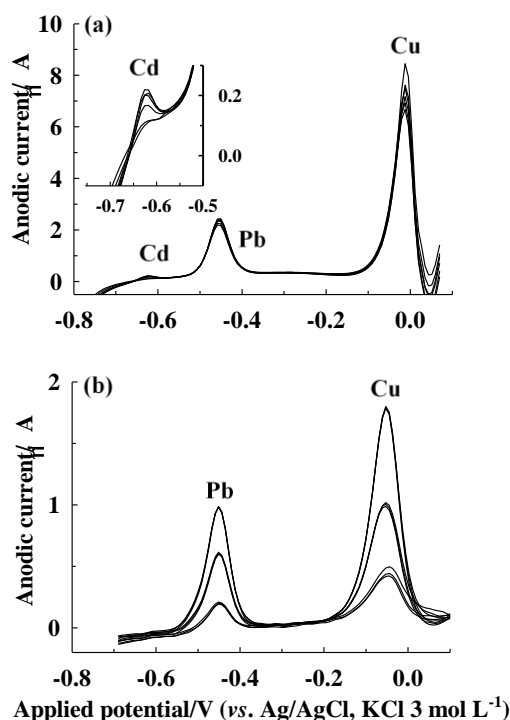 (a)
10
8
6
4
2
0
Anodic current/ A
Cd
0.2
0.0
-0.7 -0.6 -0.5
Cd
Pb
Cu
-0.8 -0.6 -0.4 -0.2 0.0
(b)
2
1
0
Anodic current/ A
Pb
Cu
-0.8 -0.6 -0.4 -0.2 0.0
Applied potential/V (vs. Ag/AgCl, KCl 3 mol L⁻¹)